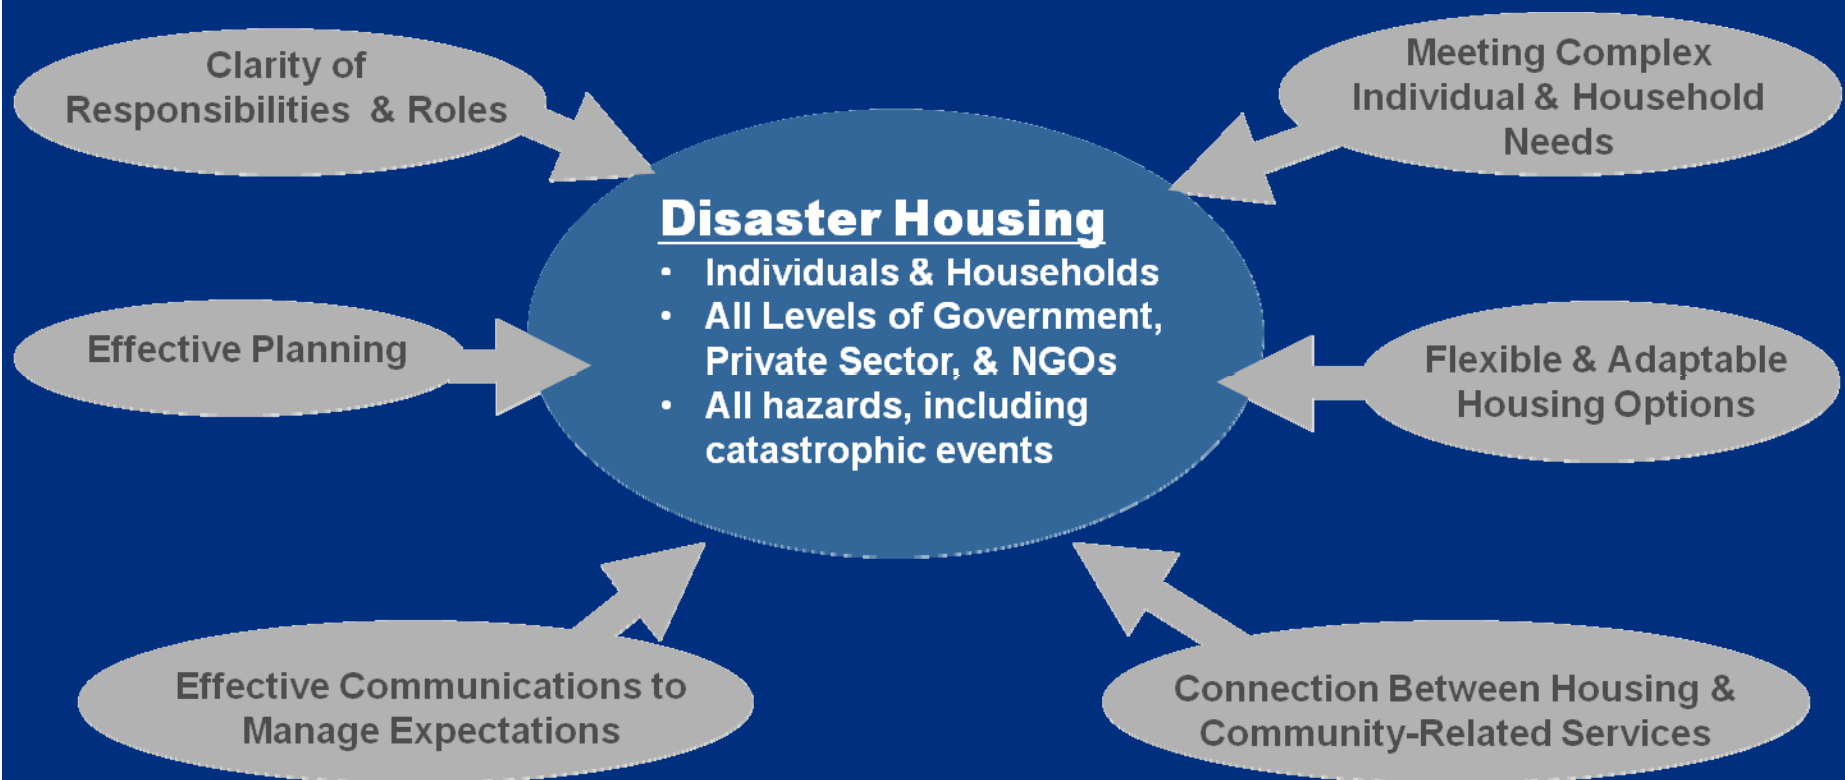 Clarity of
Responsibilities & Roles
Meeting Complex
Individual & Household
Needs
Disaster Housing
• Individuals & Households
• All Levels of Government,
Private Sector, & NGOs
• All hazards, including
catastrophic events
Effective Planning
Flexible & Adaptable
Housing Options
Effective Communications to
Manage Expectations
Connection Between Housing &
Community-Related Services